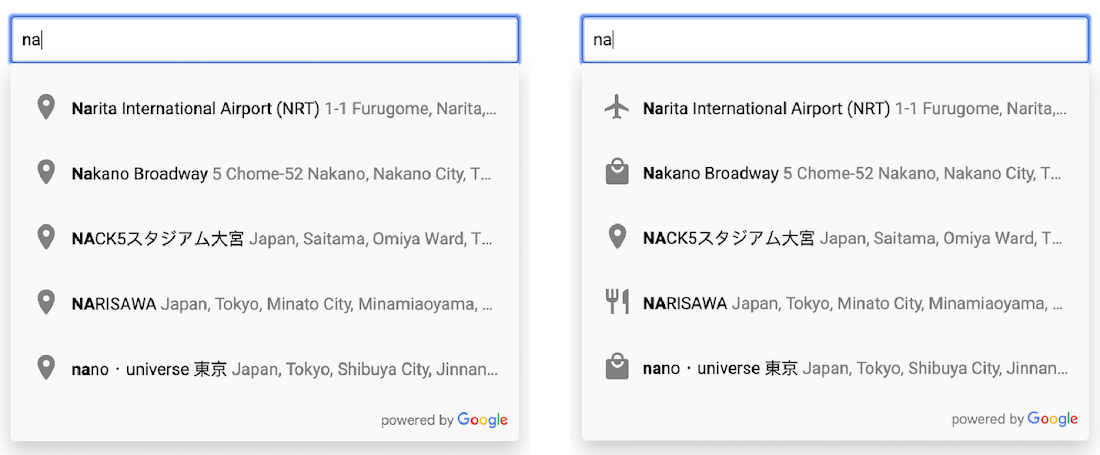 na
Narita International Airport (NRT) 1-1 Furugome, Narita,...
Nakano Broadway 5 Chome-52 Nakano, Nakano City, T...
NACK5スタジアム大宮 Japan, Saitama, Omiya Ward, T...
NARISAWA Japan, Tokyo, Minato City, Minamiaoyama, ...
nano・universe 東京 Japan, Tokyo, Shibuya City, Jinnan...
powered by Google
na
Narita International Airport (NRT) 1-1 Furugome, Narita,...
Nakano Broadway 5 Chome-52 Nakano, Nakano City, T...
NACK5スタジアム大宮 Japan, Saitama, Omiya Ward, T...
NARISAWA Japan, Tokyo, Minato City, Minamiaoyama, ...
nano・universe 東京 Japan, Tokyo, Shibuya City, Jinnan...
powered by Google